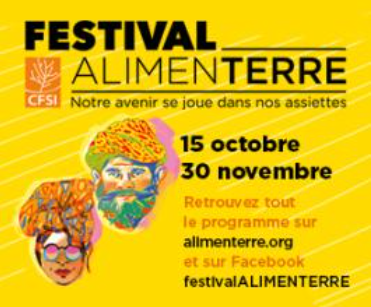 FESTIVAL
ALIMENTERRE
CFSI
Notre avenir se joue dans nos assiettes
15 octobre
30 novembre
Retrouvez tout
le programme sur
alimenterre.org
et sur Facebook
festivalALIMENTERRE